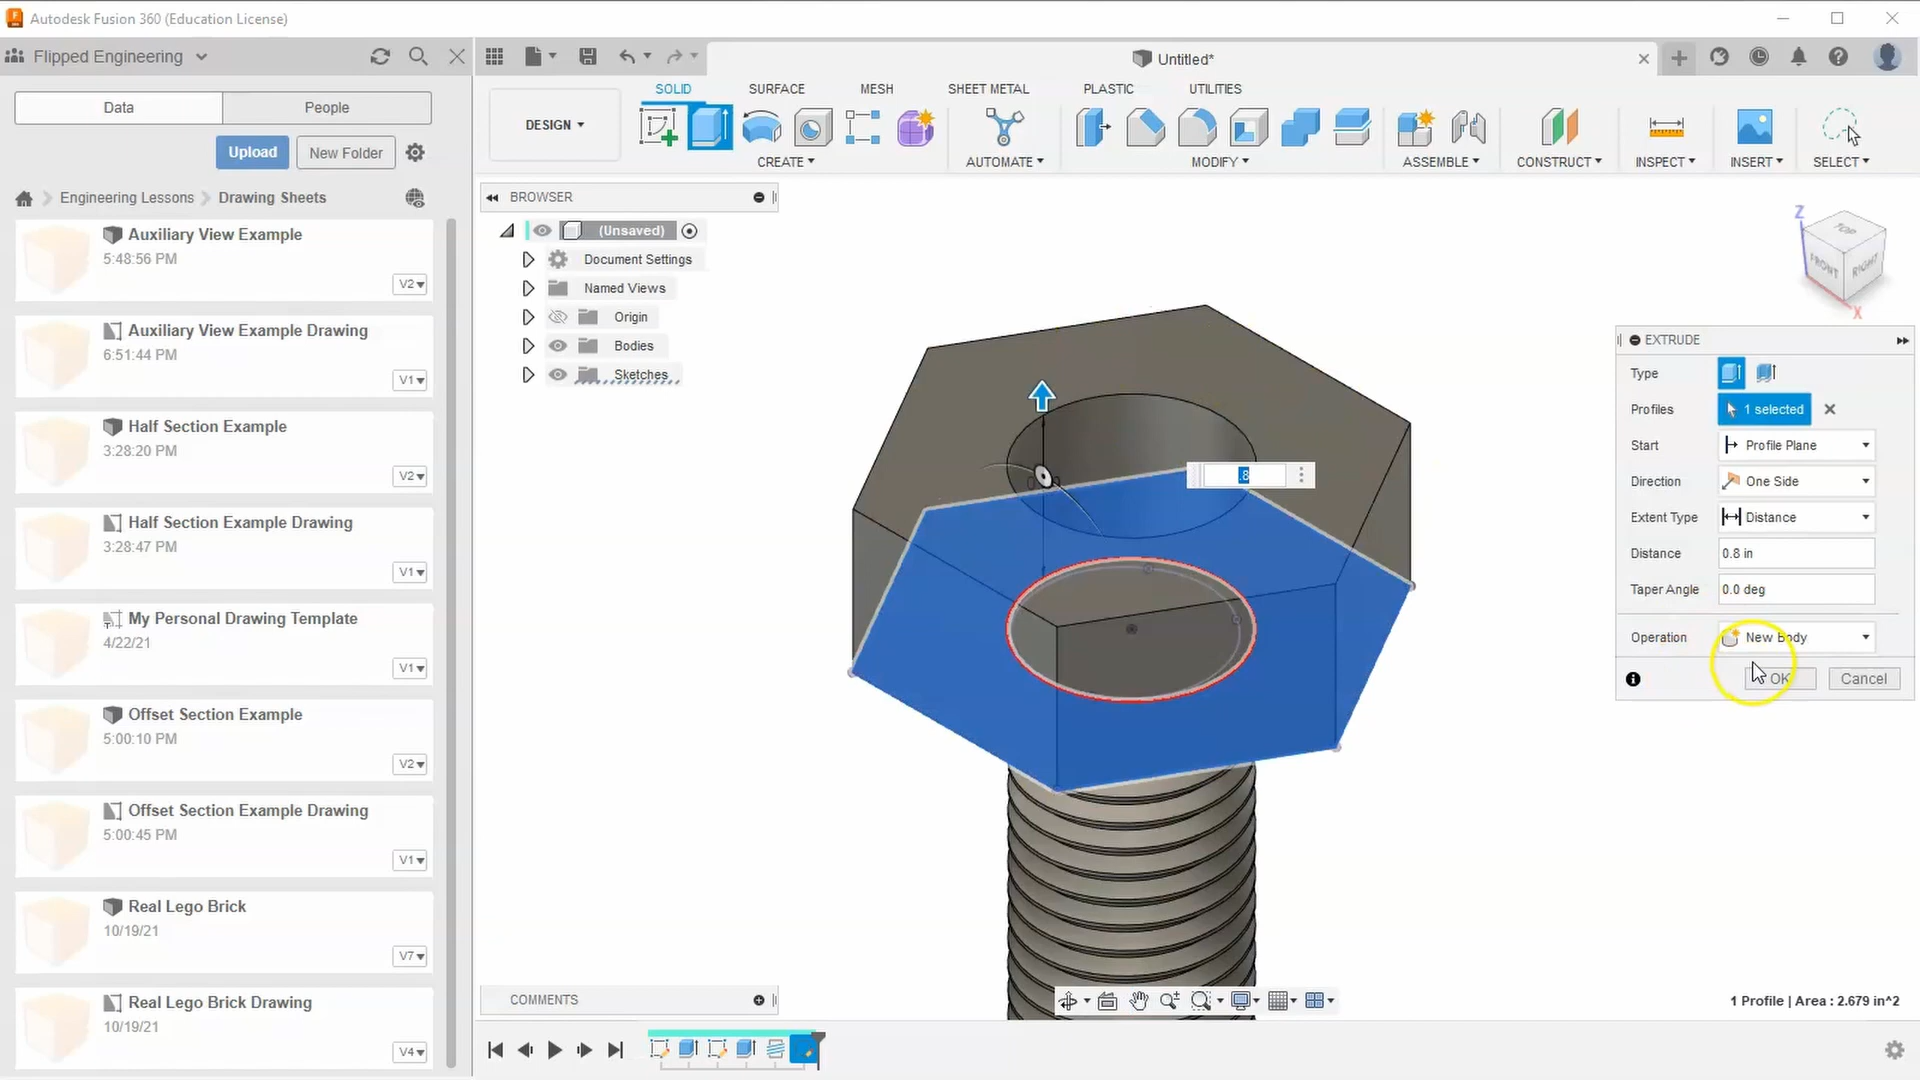 Autodesk Fusion 360 (Education License)
Flipped Engineering
Untitled*
Data
People
Upload
New Folder
Engineering Lessons
Drawing Sheets
Auxiliary View Example
5:48:56 PM
V2
Auxiliary View Example Drawing
6:51:44 PM
V1
Half Section Example
3:28:20 PM
V2
Half Section Example Drawing
3:28:47 PM
V1
My Personal Drawing Template
4/22/21
V1
Offset Section Example
5:00:10 PM
V2
Offset Section Example Drawing
5:00:45 PM
V1
Real Lego Brick
10/19/21
V7
Real Lego Brick Drawing
10/19/21
V4
DESIGN
SOLID
SURFACE
MESH
SHEET METAL
PLASTIC
UTILITIES
CREATE
AUTOMATE
MODIFY
ASSEMBLE
CONSTRUCT
INSPECT
INSERT
SELECT
BROWSER
(Unsaved)
Document Settings
Named Views
Origin
Bodies
Sketches
.8
Z
TOP
FRONT
RIGHT
X
EXTRUDE
Type
Profiles
1 selected
Start
Profile Plane
Direction
One Side
Extent Type
Distance
Distance
0.8 in
Taper Angle
0.0 deg
Operation
New Body
OK
Cancel
COMMENTS
1 Profile | Area : 2.679 in^2